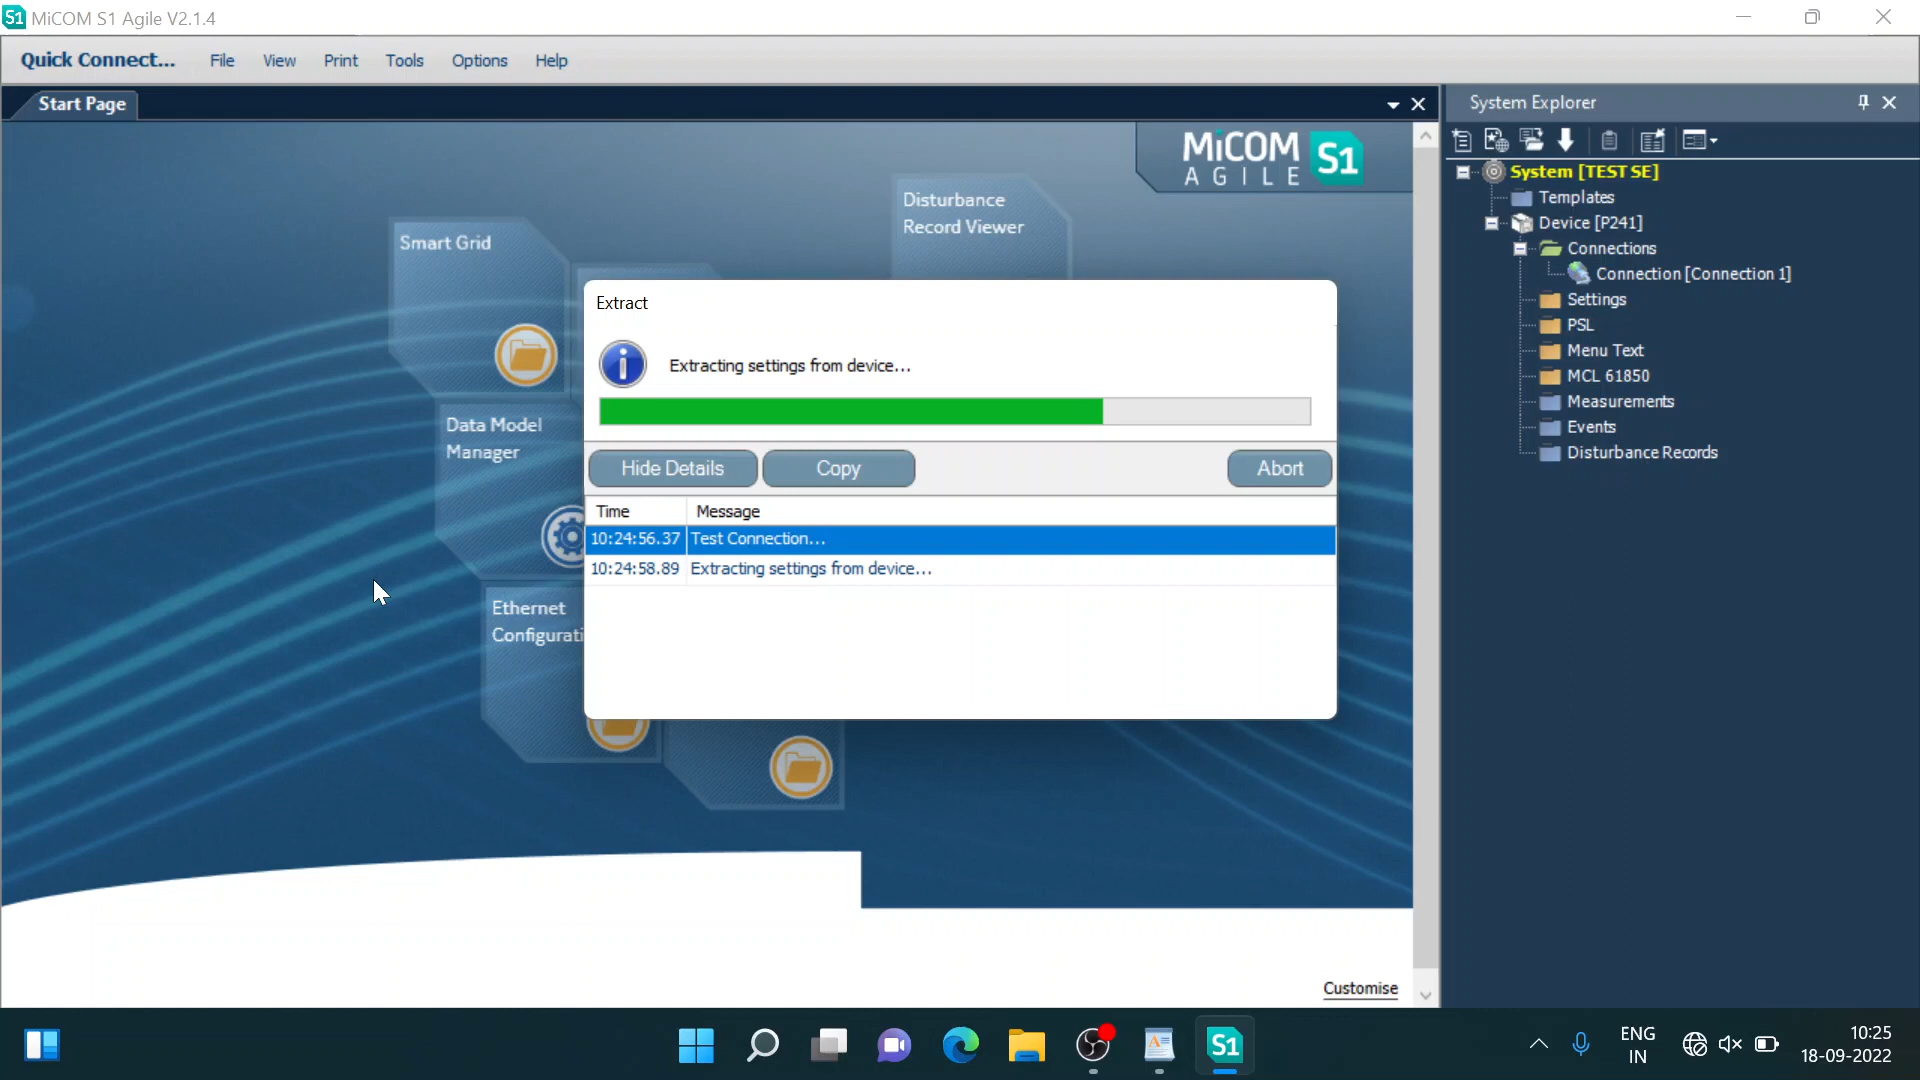 S1 MiCOM S1 Agile V2.1.4
Quick Connect... File View Print Tools Options Help
Start Page
System Explorer
MiCOM
AGILE
S1
System [TEST SE]
Templates
Device [P241]
Connections
Connection [Connection 1]
Settings
PSL
Menu Text
MCL 61850
Measurements
Events
Disturbance Records
Disturbance
Record Viewer
Smart Grid
Data Model
Manager
Ethernet
Configurati
Extract
Extracting settings from device...
Hide Details Copy Abort
Time Message
10:24:56.37 Test Connection...
10:24:58.89 Extracting settings from device...
Customise
S1
ENG
IN
10:25
18-09-2022